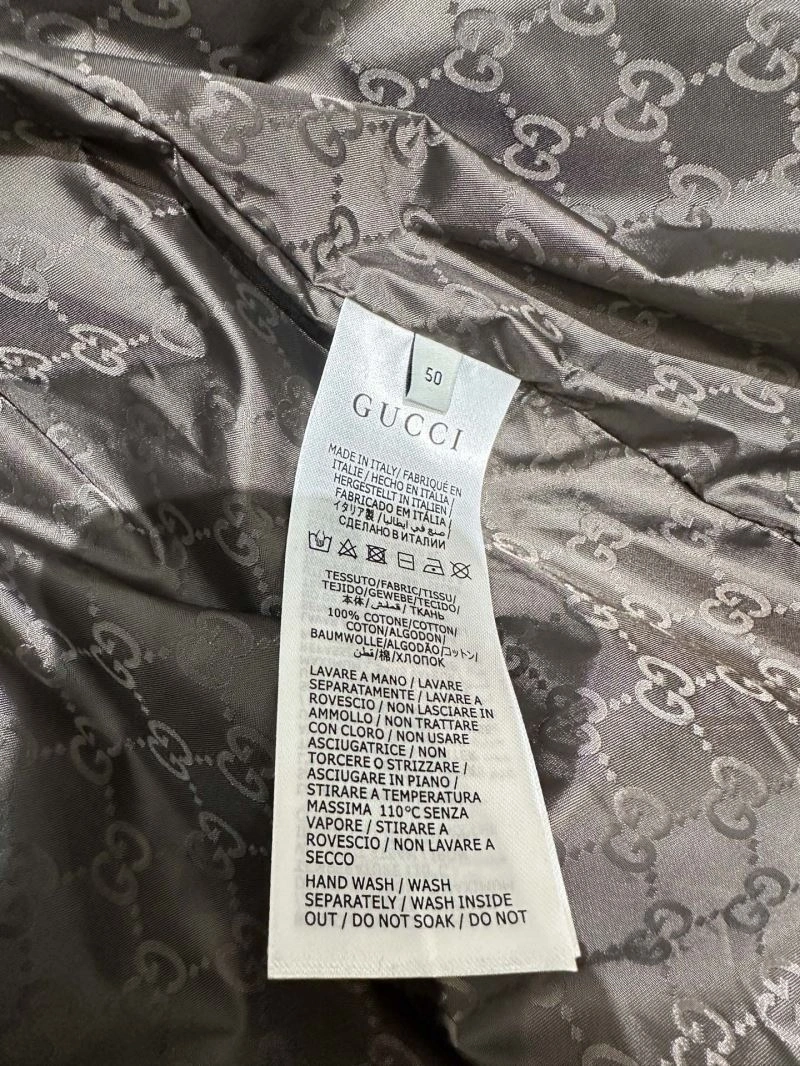 50
GUCCI
MADE IN ITALY/ FABRIQUÉ EN
ITALIE / HECHO EN ITALIA/
HERGESTELLT IN ITALIEN
FABRICADO EM ITÁLIA/
イタリア製 /صنع في ايطاليا/
СДЕЛАНО В ИТАЛИИ
TESSUTO/FABRIC/TISSU/
TEJIDO/GEWEBE/TECIDO/
本体/ قماش/ ТКАНЬ
100% COTONE/COTTON/
COTON/ALGODON/
BAUMWOLLE/ALGODÃO/コットン/
قطن/棉/ХЛОПОК
LAVARE A MANO / LAVARE
SEPARATAMENTE / LAVARE A
ROVESCIO / NON LASCIARE IN
AMMOLLO / NON TRATTARE
CON CLORO / NON USARE
ASCIUGATRICE / NON
TORCERE O STRIZZARE /
ASCIUGARE IN PIANO /
STIRARE A TEMPERATURA
MASSIMA 110°C SENZA
VAPORE / STIRARE A
ROVESCIO / NON LAVARE A
SECCO
HAND WASH / WASH
SEPARATELY / WASH INSIDE
OUT / DO NOT SOAK / DO NOT